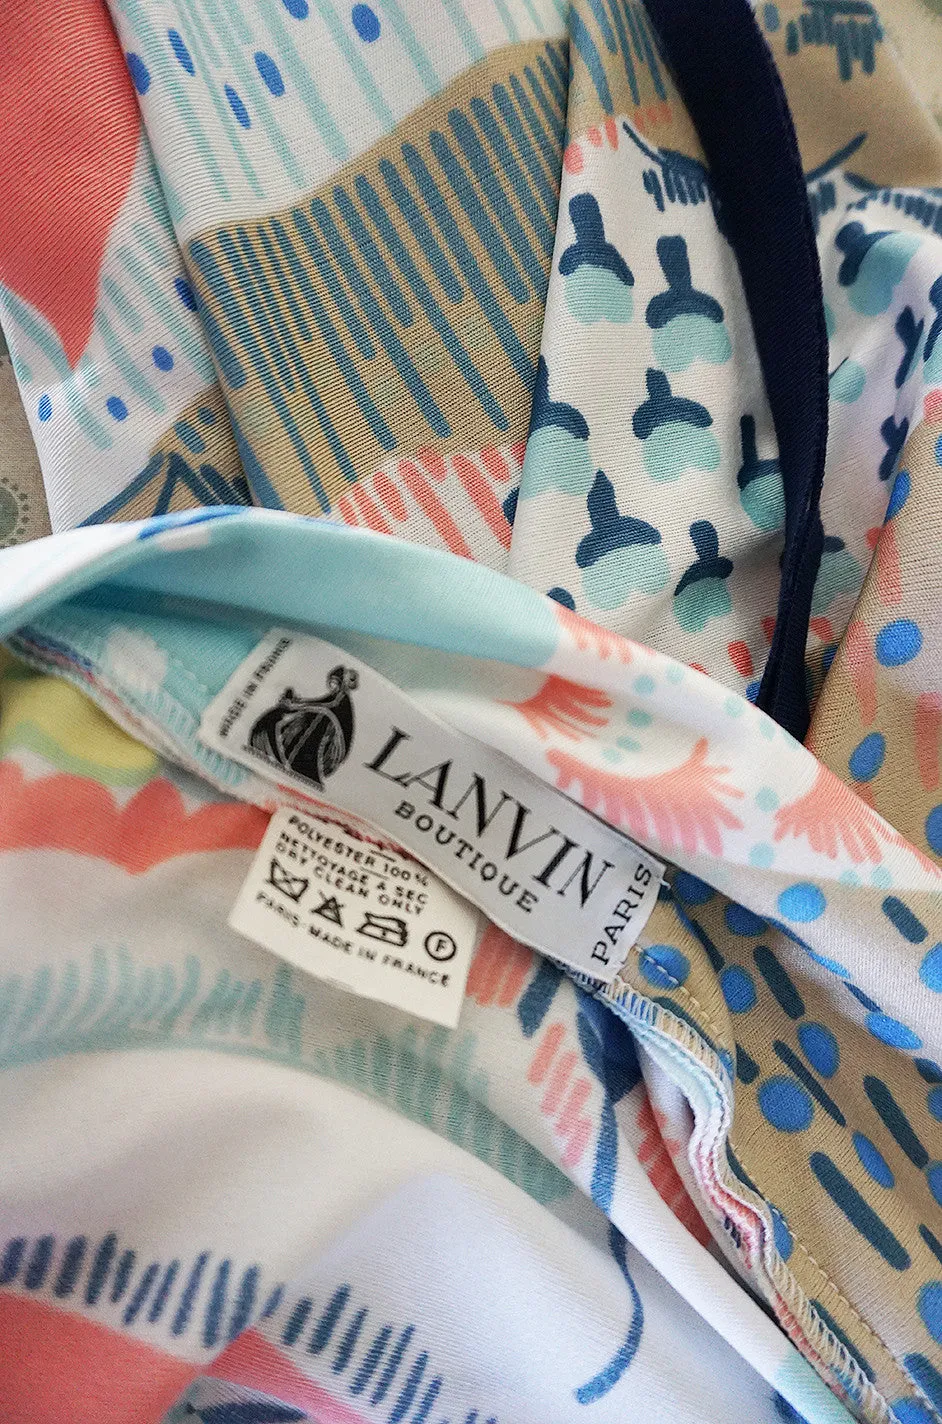 MADE IN FRANCE
LANVIN
BOUTIQUE
PARIS
POLYESTER 100%
NETTOYAGE A SEC
DRY CLEAN ONLY
F
PARIS-MADE IN FRANCE